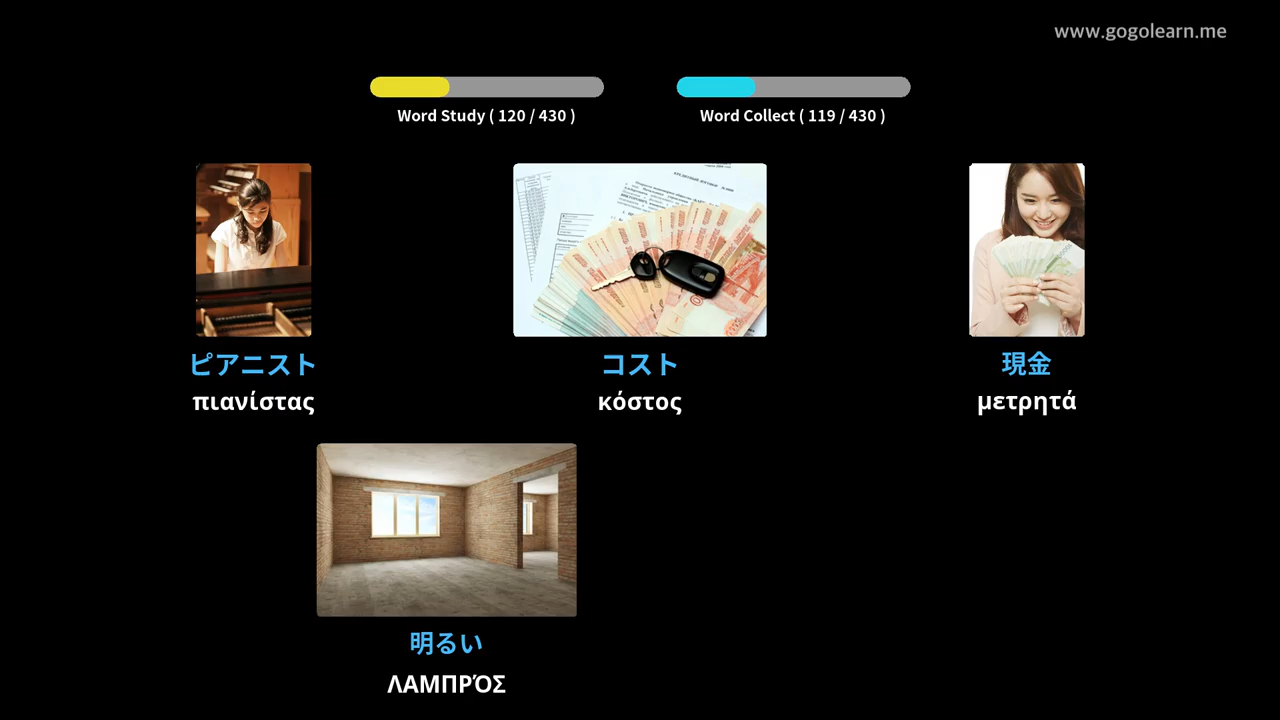 www.gogolearn.me
Word Study ( 120 / 430 )
Word Collect ( 119 / 430 )
ピアニスト
πιανίστας
コスト
κόστος
現金
μετρητά
明るい
ΛΑΜΠΡΌΣ